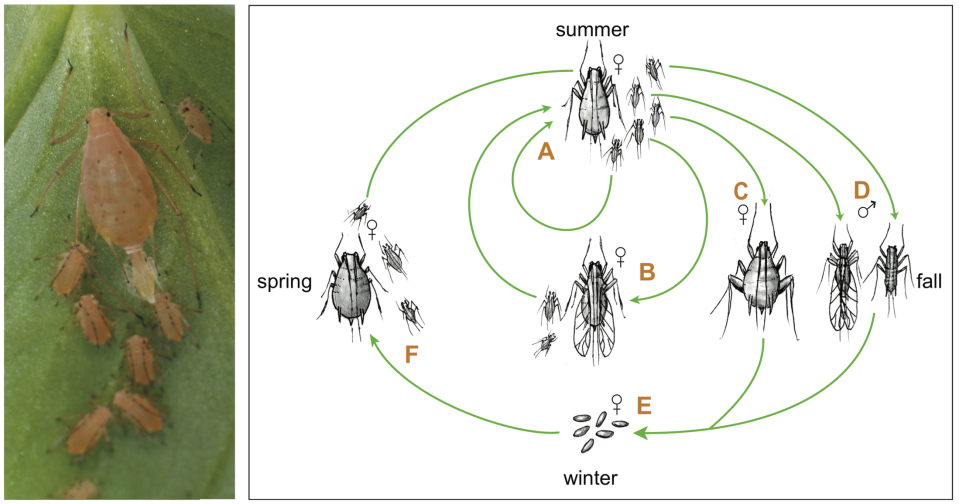 summer
♀
A
C
D
♀
♂
♀
♀
B
spring
fall
F
♀
E
winter